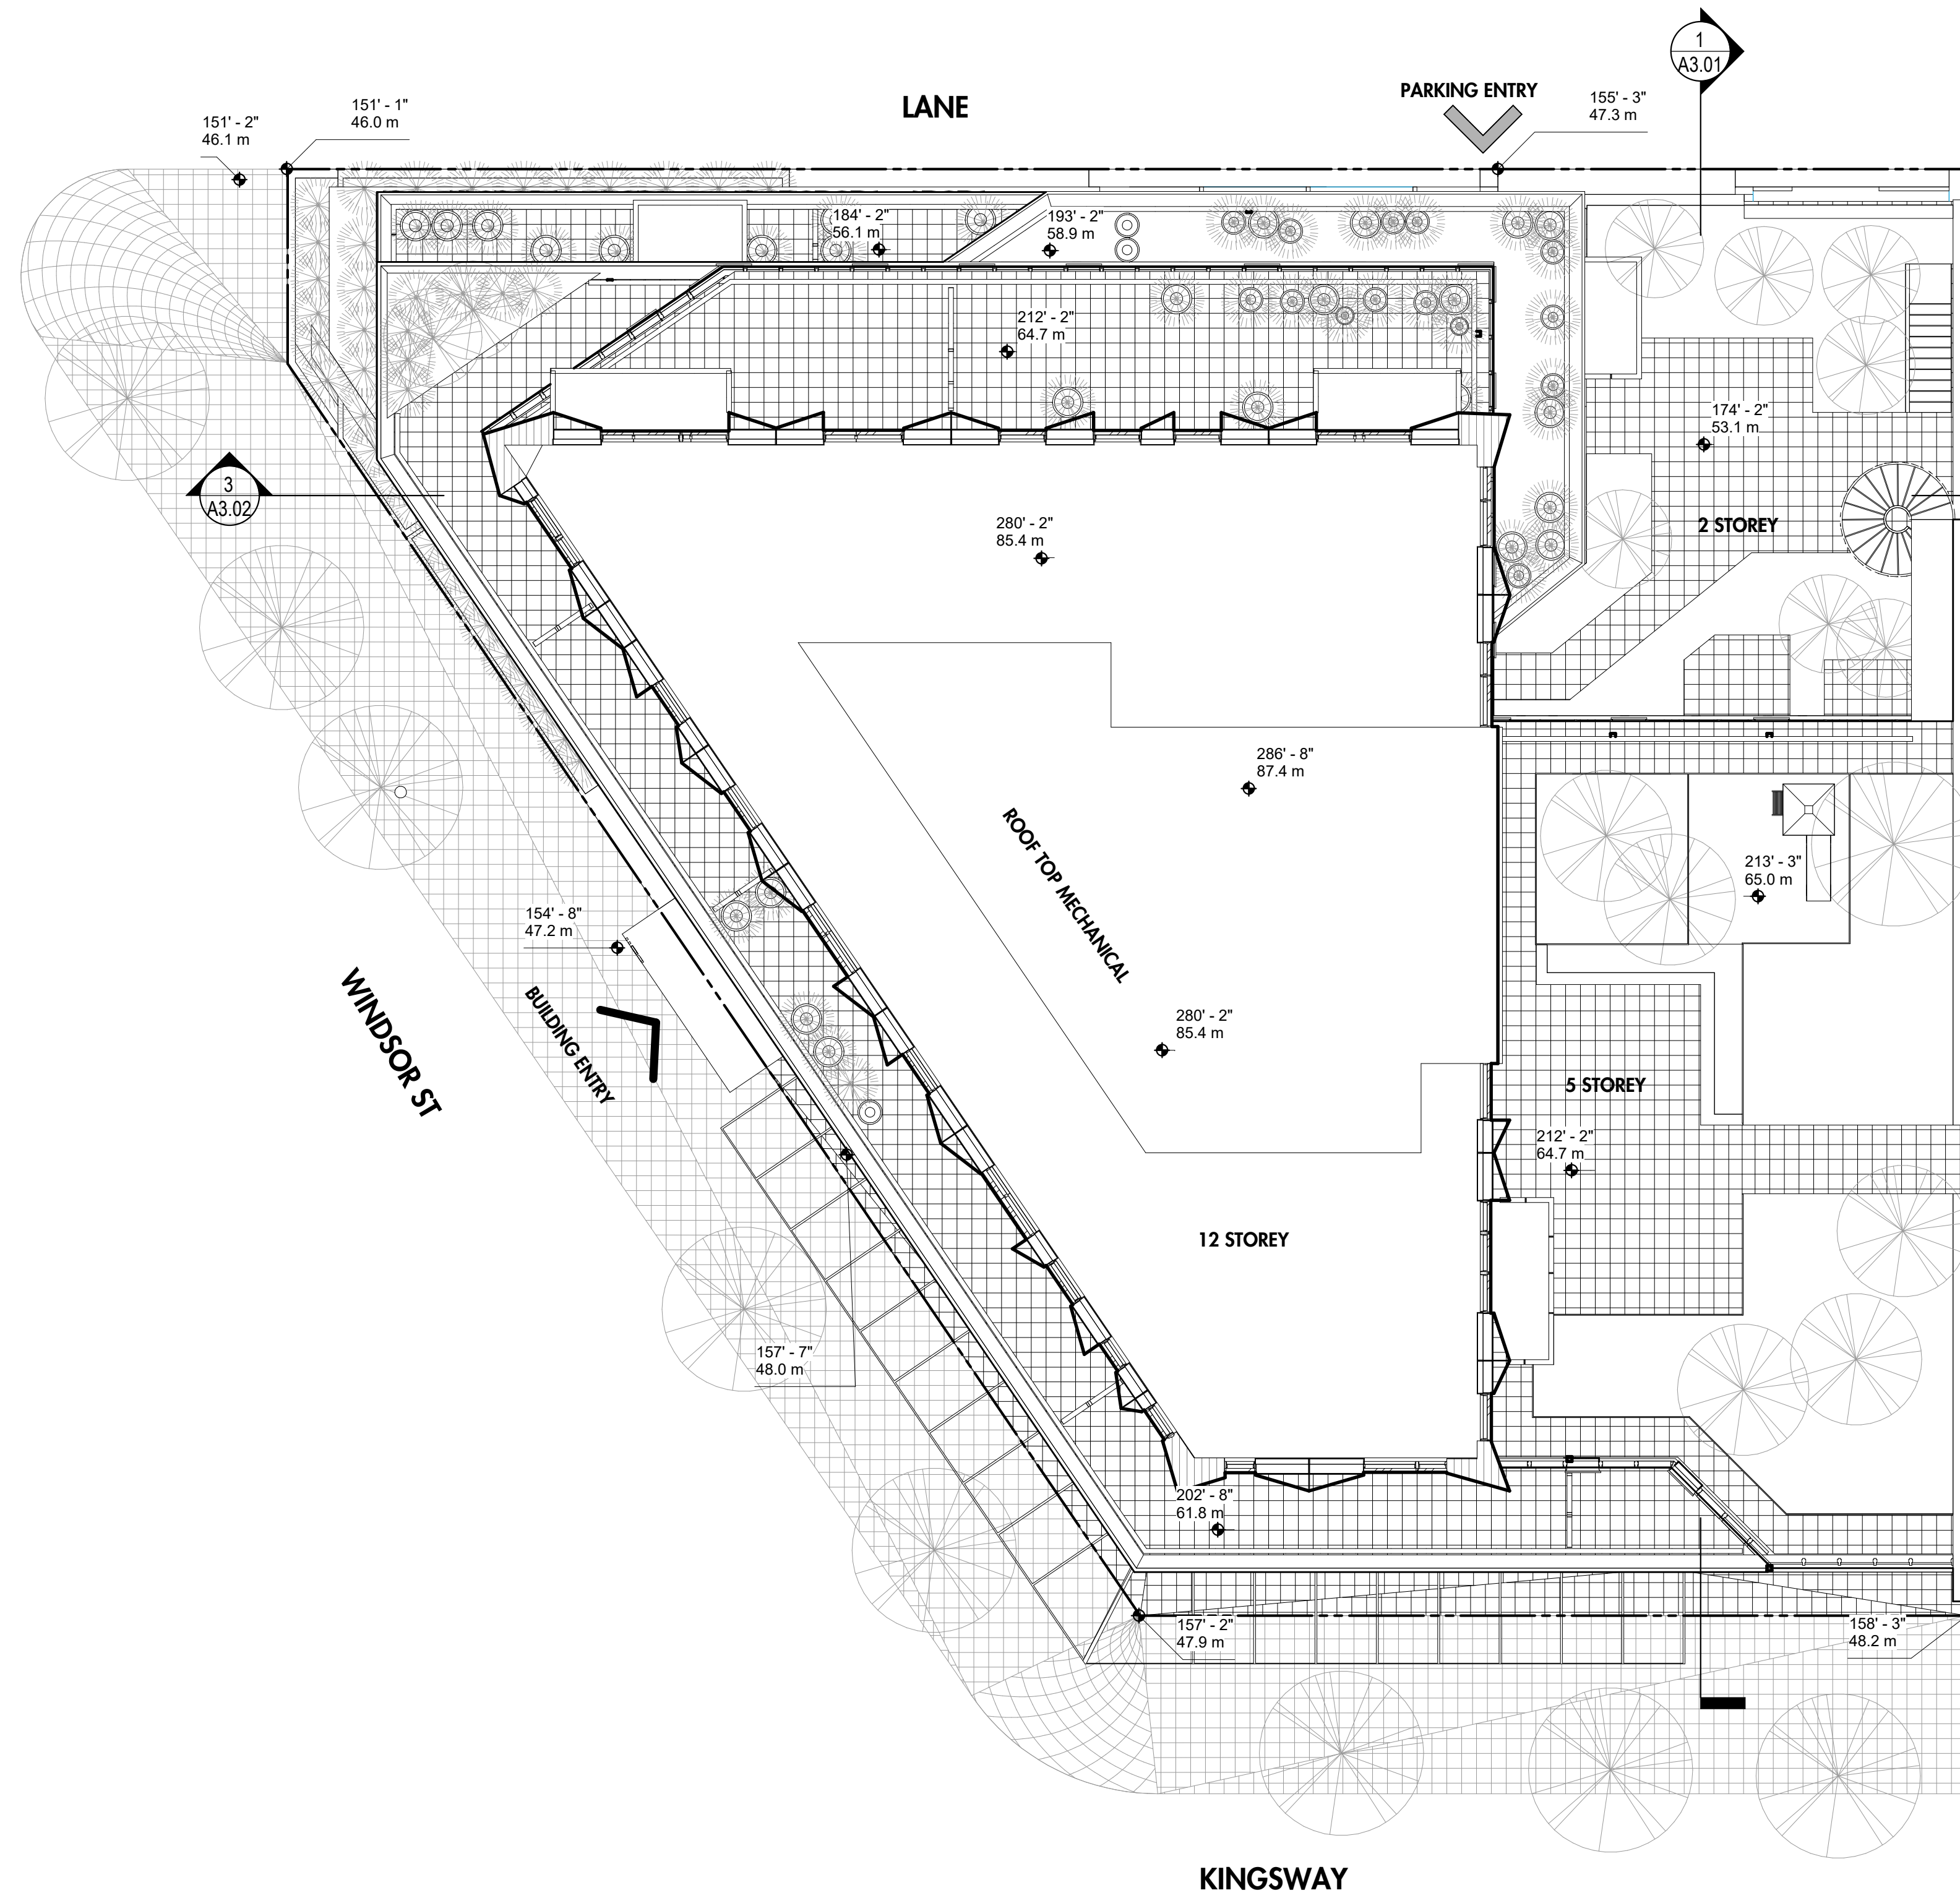 1
A3.01
PARKING ENTRY
LANE
155' - 3"
47.3 m
151' - 1"
46.0 m
151' - 2"
46.1 m
184' - 2"
56.1 m
193' - 2"
58.9 m
212' - 2"
64.7 m
174' - 2"
53.1 m
3
A3.02
280' - 2"
85.4 m
2 STOREY
286' - 8"
87.4 m
ROOF TOP MECHANICAL
213' - 3"
65.0 m
154' - 8"
47.2 m
WINDSOR ST
BUILDING ENTRY
280' - 2"
85.4 m
5 STOREY
212' - 2"
64.7 m
12 STOREY
157' - 7"
48.0 m
202' - 8"
61.8 m
157' - 2"
47.9 m
158' - 3"
48.2 m
KINGSWAY